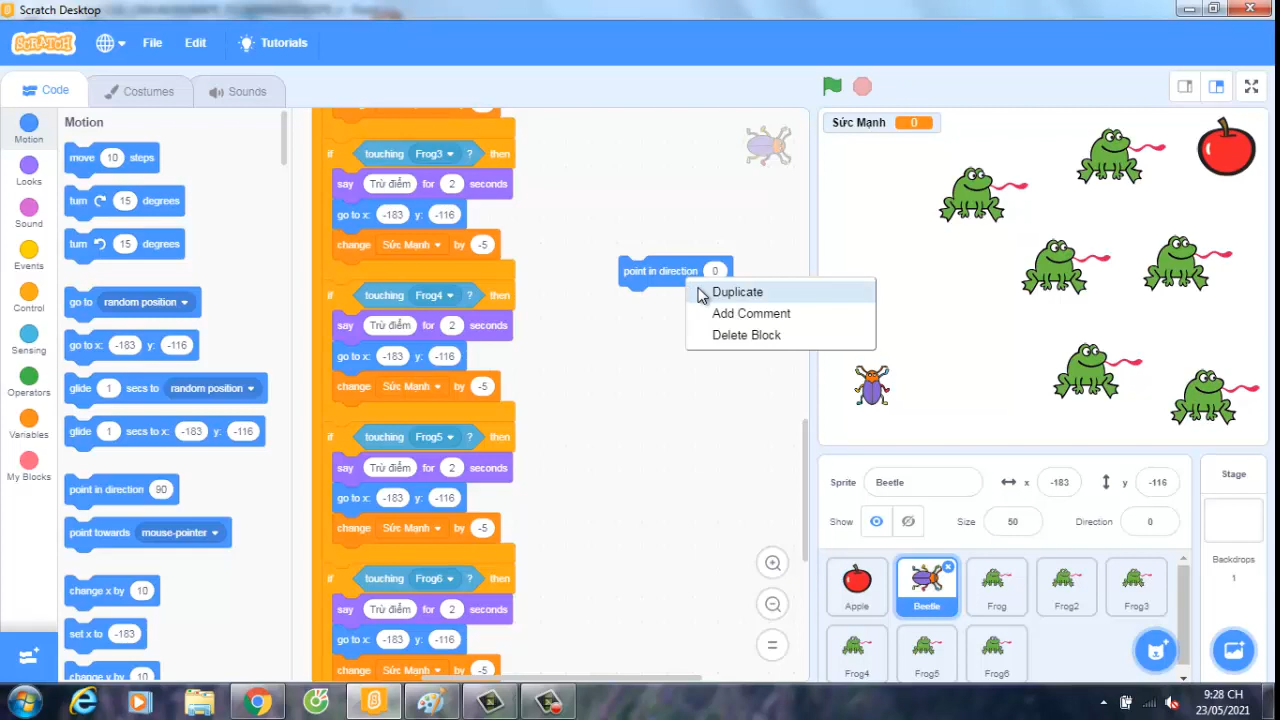 Scratch Desktop
SCRATCH File Edit Tutorials
Code Costumes Sounds
Motion
Looks
Sound
Events
Control
Sensing
Operators
Variables
My Blocks
Motion
move 10 steps
turn 15 degrees
turn 15 degrees
go to random position
go to x: -183 y: -116
glide 1 secs to random position
glide 1 secs to x: -183 y: -116
point in direction 90
point towards mouse-pointer
change x by 10
set x to -183
change y by 10
if touching Frog3 ? then
say Trừ điểm for 2 seconds
go to x: -183 y: -116
change Sức Mạnh by -5
if touching Frog4 ? then
say Trừ điểm for 2 seconds
go to x: -183 y: -116
change Sức Mạnh by -5
if touching Frog5 ? then
say Trừ điểm for 2 seconds
go to x: -183 y: -116
change Sức Mạnh by -5
if touching Frog6 ? then
say Trừ điểm for 2 seconds
go to x: -183 y: -116
change Sức Mạnh by -5
point in direction 0
Duplicate
Add Comment
Delete Block
Sức Mạnh 0
Sprite Beetle x -183 y -116
Show Size 50 Direction 0
Apple Beetle Frog Frog2 Frog3
Frog4 Frog5 Frog6
Stage
Backdrops
1
9:28 CH
23/05/2021